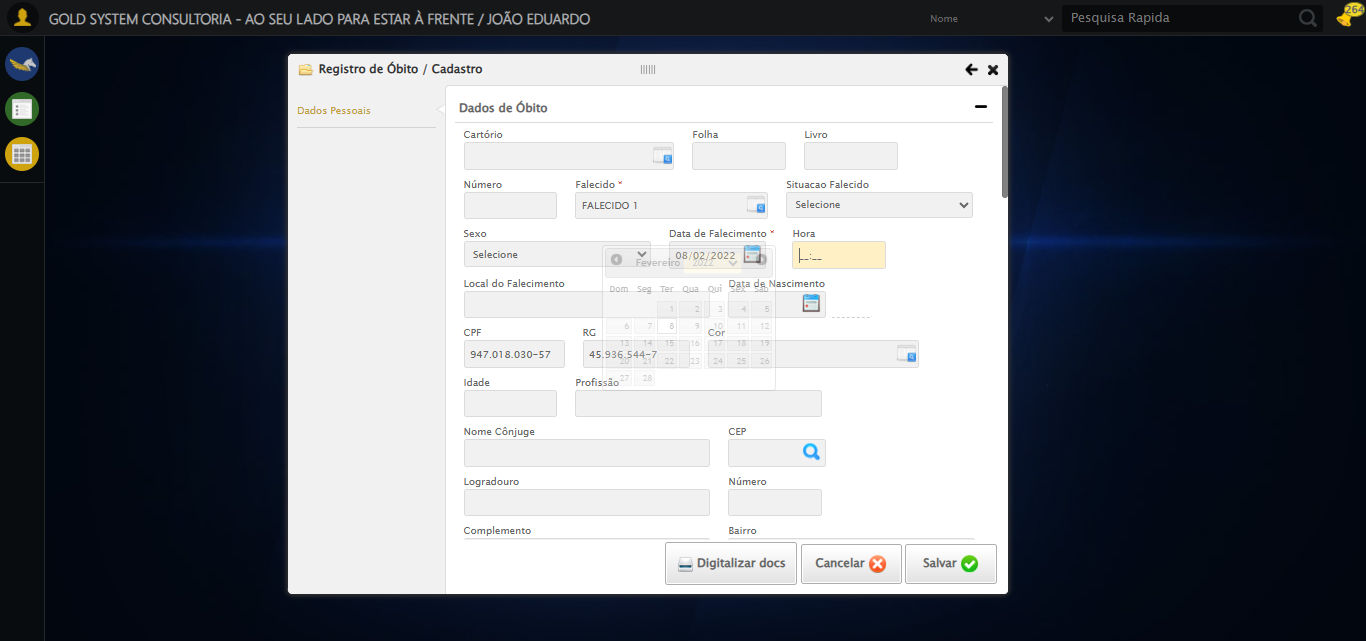 GOLD SYSTEM CONSULTORIA - AO SEU LADO PARA ESTAR À FRENTE / JOÃO EDUARDO
Nome
Pesquisa Rapida
264
Registro de Óbito / Cadastro
Dados Pessoais
Dados de Óbito
Cartório Folha Livro
Número Falecido * Situacao Falecido
FALECIDO 1 Selecione
Sexo Data de Falecimento * Hora
Selecione 08/02/2022 __:__
Fevereiro 2022
Local do Falecimento Data de Nascimento
Dom Seg Ter Qua Qui Sex Sáb
1 2 3 4 5
6 7 8 9 10 11 12
CPF RG Cor
13 14 15 16 17 18 19
947.018.030-57 45.936.544-7
20 21 22 23 24 25 26
27 28
Idade Profissão
Nome Cônjuge CEP
Logradouro Número
Complemento Bairro
Digitalizar docs Cancelar Salvar